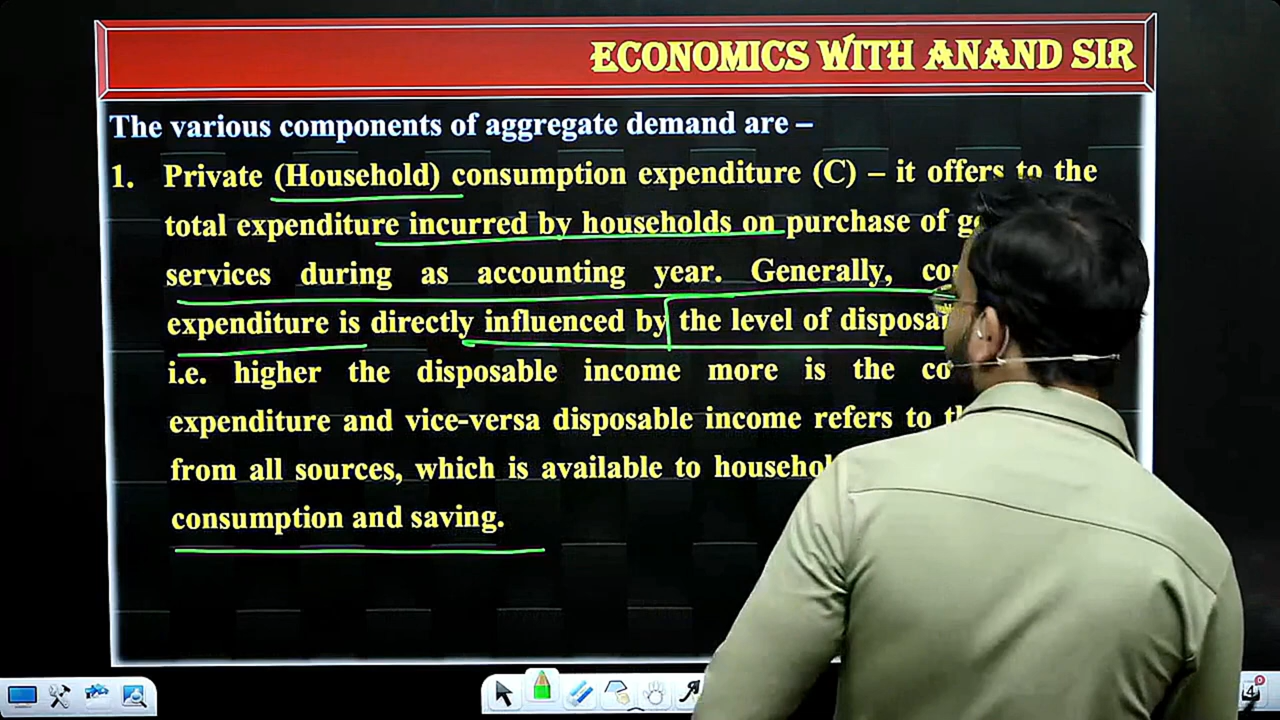 ECONOMICS WITH ANAND SIR
The various components of aggregate demand are –
1. Private (Household) consumption expenditure (C) – it offers to the
total expenditure incurred by households on purchase of
services during as accounting year. Generally,
expenditure is directly influenced by the level of
i.e. higher the disposable income more is the
expenditure and vice-versa disposable income refers to
from all sources, which is available to
consumption and saving.